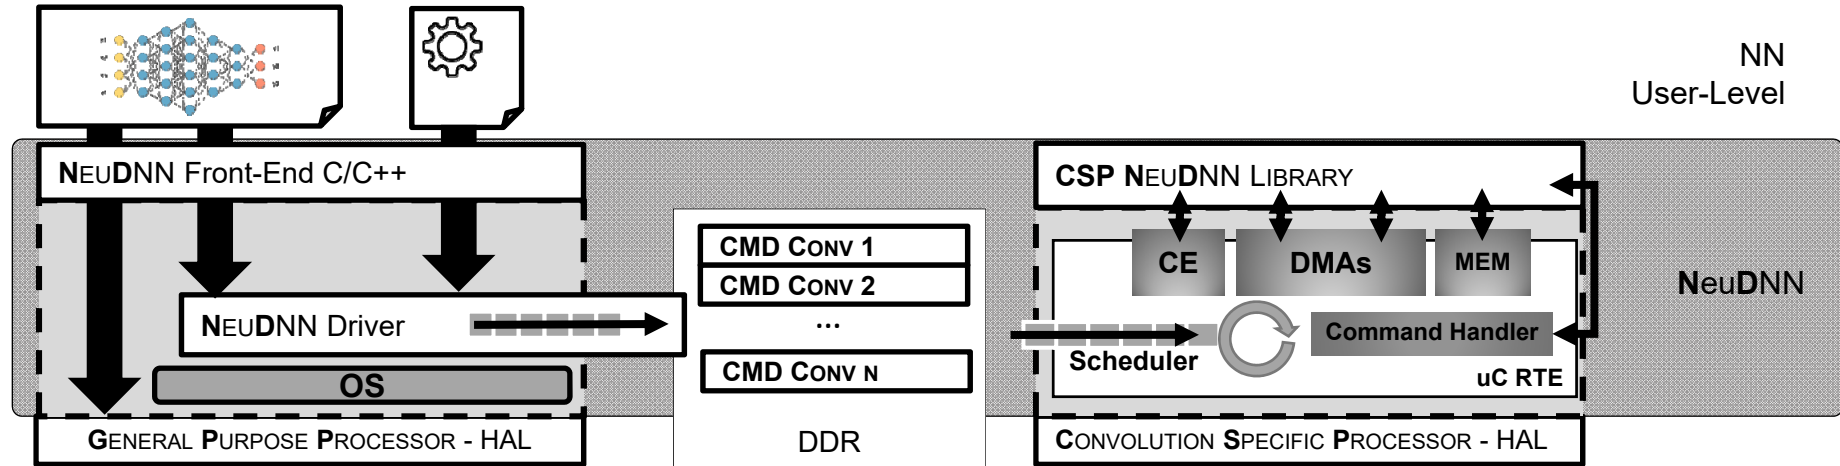 NN
User-Level
NEUDNN Front-End C/C++
NEUDNN Driver
OS
GENERAL PURPOSE PROCESSOR - HAL
CMD CONV 1
CMD CONV 2
...
CMD CONV N
DDR
CSP NEUDNN LIBRARY
CE
DMAs
MEM
Command Handler
Scheduler
uC RTE
CONVOLUTION SPECIFIC PROCESSOR - HAL
NeuDNN